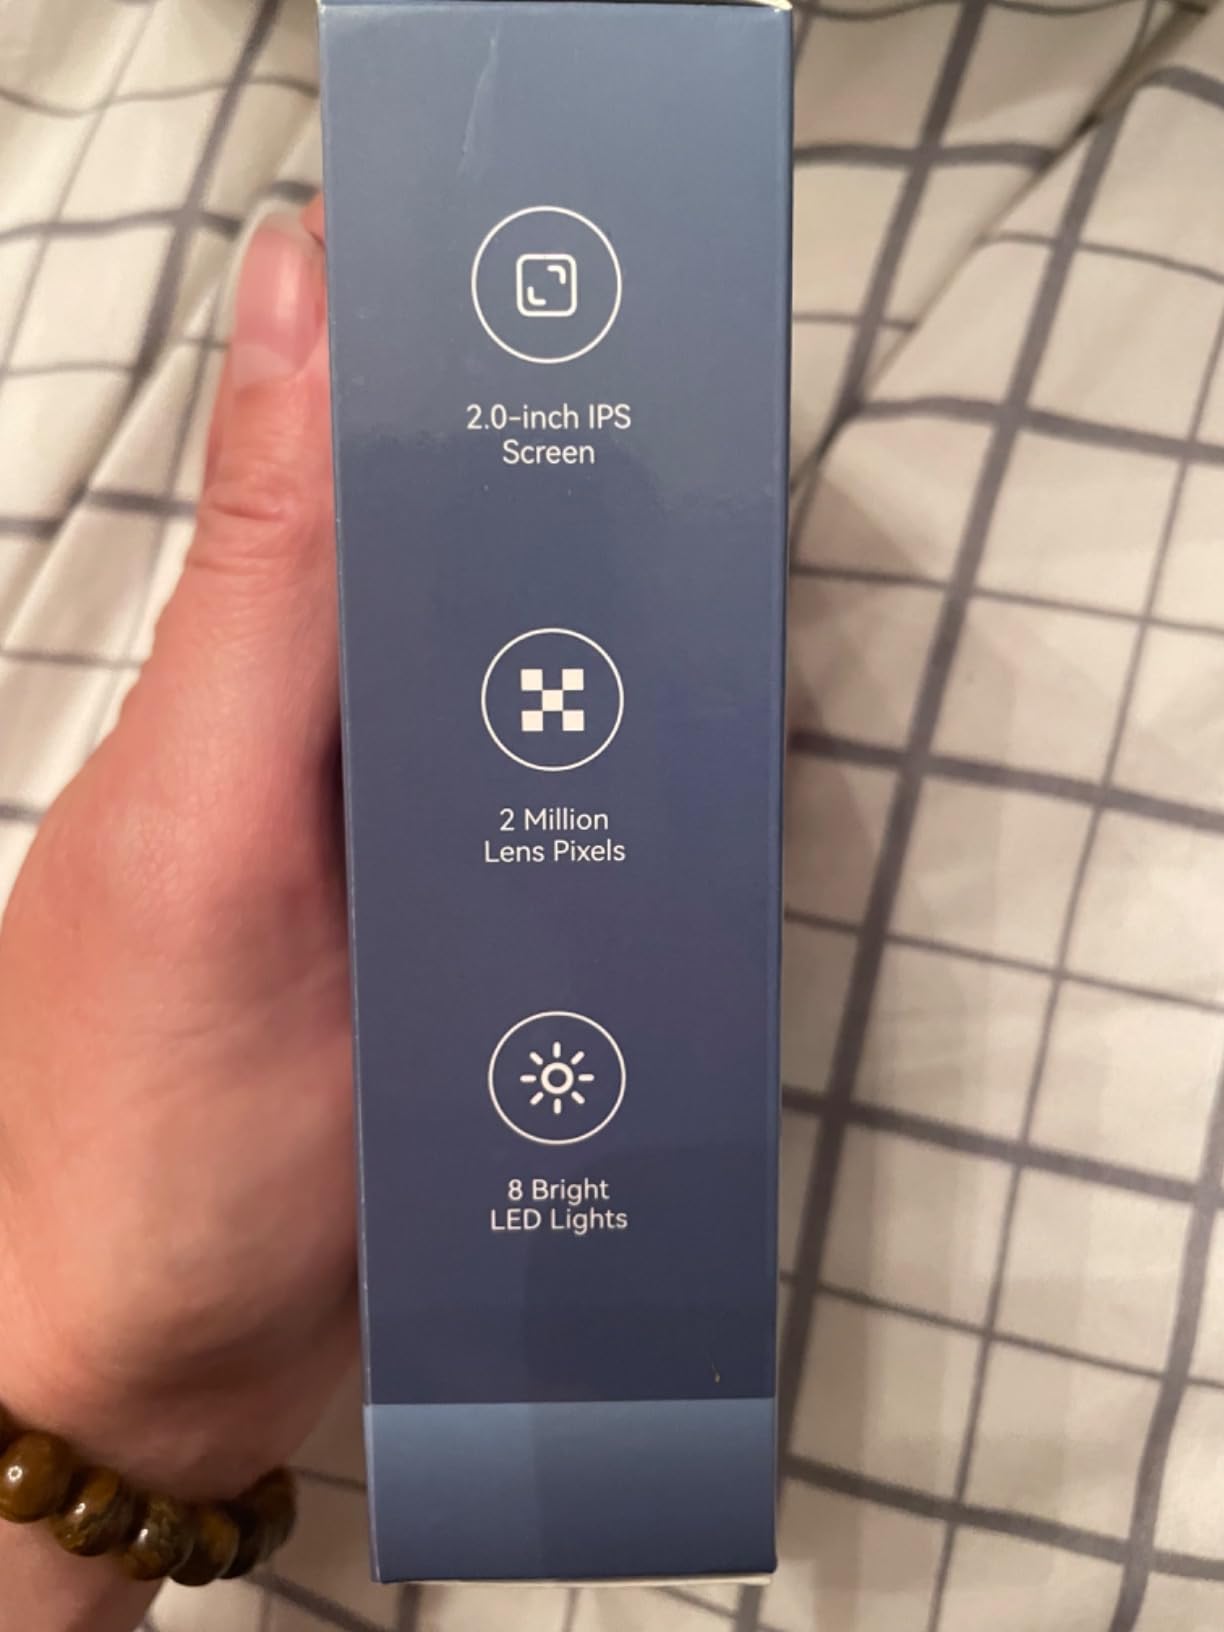 2.0-inch IPS
Screen
2 Million
Lens Pixels
8 Bright
LED Lights